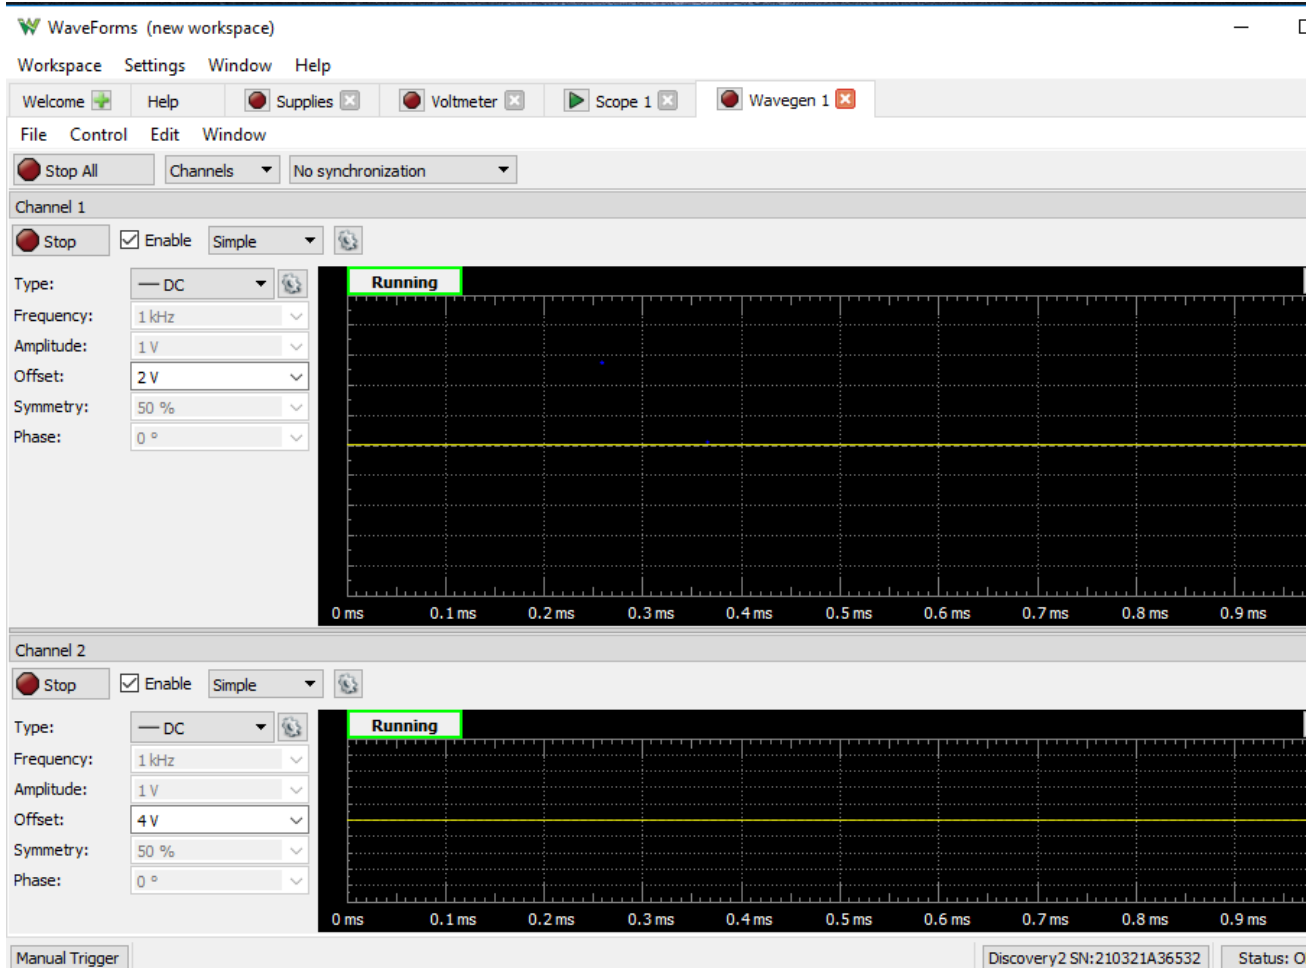 WaveForms (new workspace)
Workspace Settings Window Help
Welcome Help Supplies Voltmeter Scope 1 Wavegen 1
File Control Edit Window
Stop All Channels No synchronization
Channel 1
Stop Enable Simple
Type: DC
Frequency: 1 kHz
Amplitude: 1 V
Offset: 2 V
Symmetry: 50 %
Phase: 0 °
Running
0 ms 0.1 ms 0.2 ms 0.3 ms 0.4 ms 0.5 ms 0.6 ms 0.7 ms 0.8 ms 0.9 ms
Channel 2
Stop Enable Simple
Type: DC
Frequency: 1 kHz
Amplitude: 1 V
Offset: 4 V
Symmetry: 50 %
Phase: 0 °
Running
0 ms 0.1 ms 0.2 ms 0.3 ms 0.4 ms 0.5 ms 0.6 ms 0.7 ms 0.8 ms 0.9 ms
Manual Trigger Discovery2 SN:210321A36532 Status: